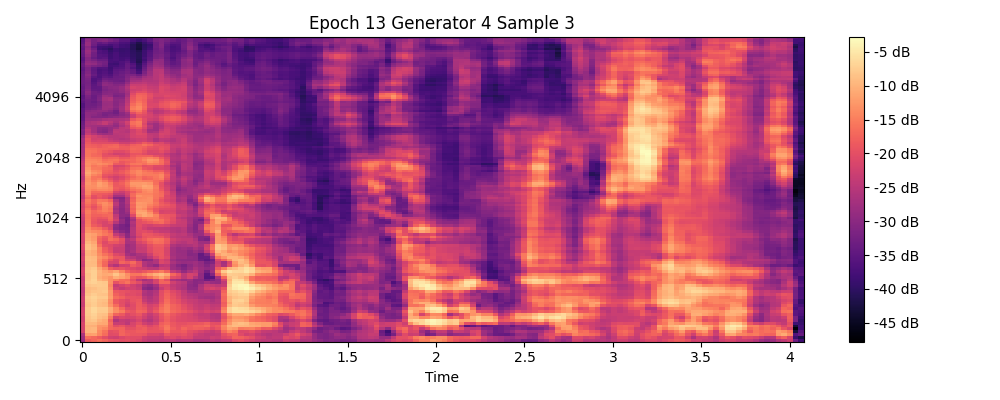 Epoch 13 Generator 4 Sample 3
-5 dB
-10 dB
-15 dB
-20 dB
-25 dB
-30 dB
-35 dB
-40 dB
-45 dB
Hz
4096
2048
1024
512
0
0 0.5 1 1.5 2 2.5 3 3.5 4
Time